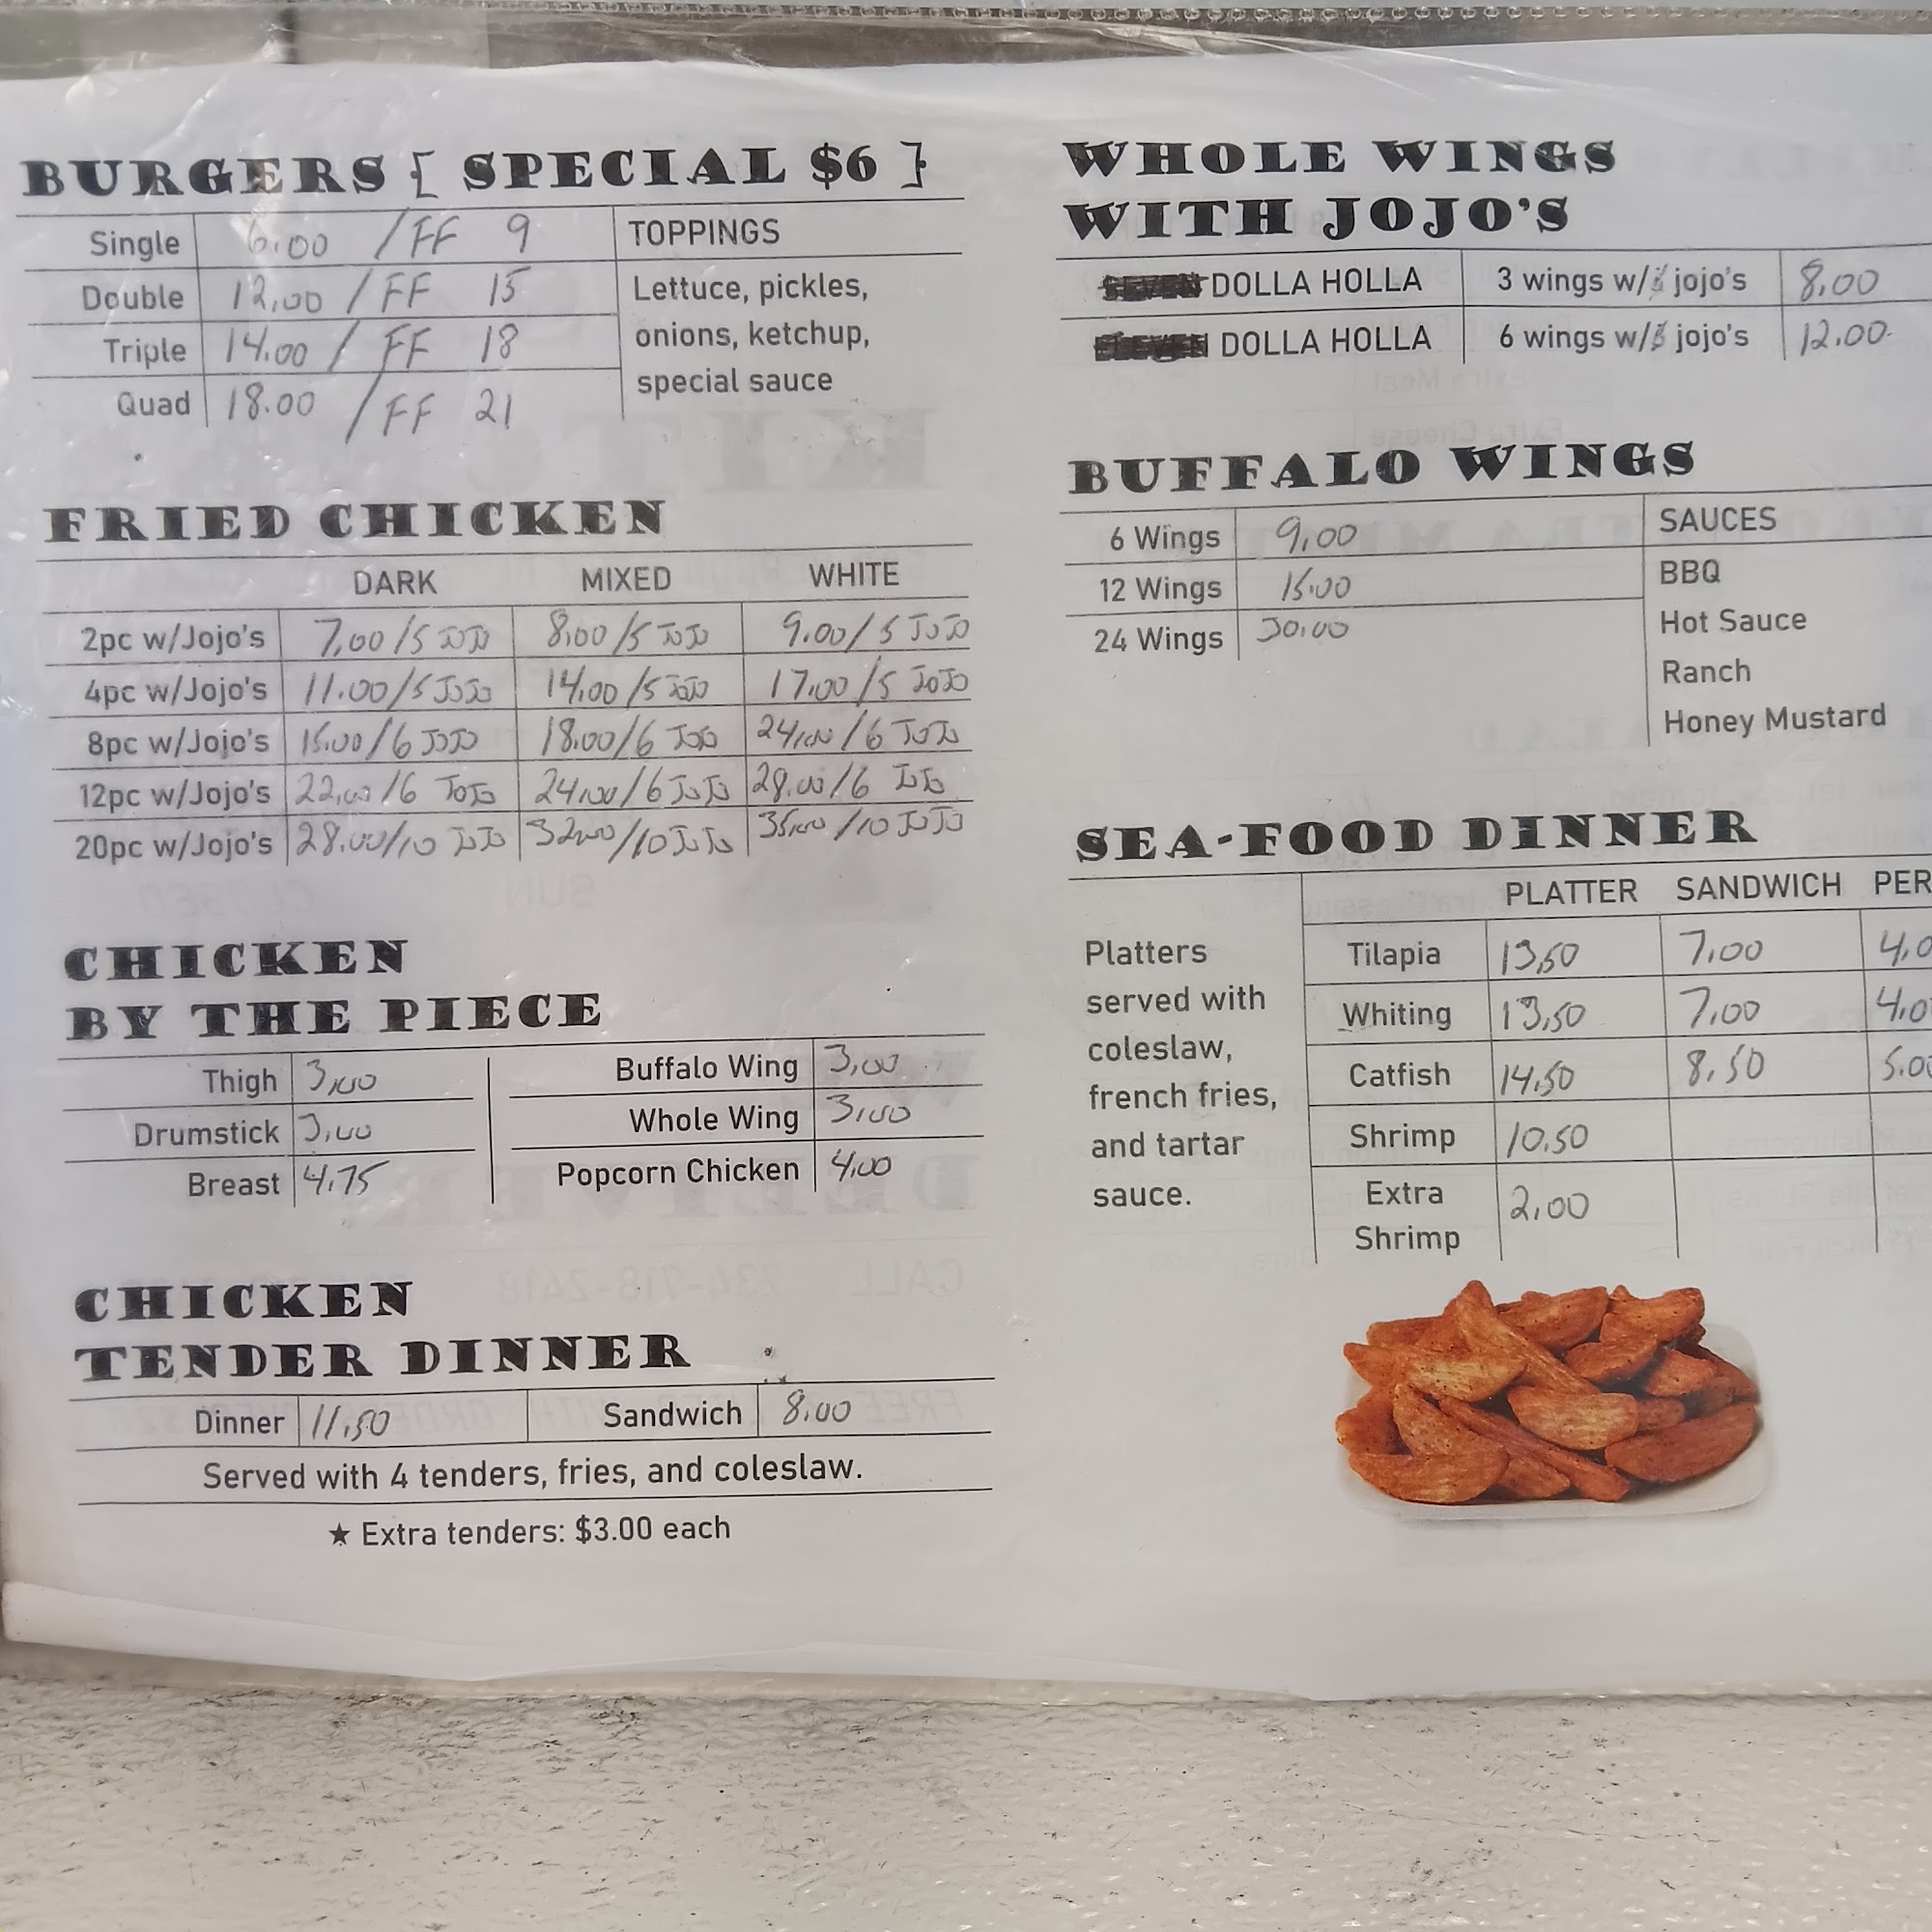 BURGERS [ SPECIAL $6 ]
Single 6.00 / FF 9
Double 12.00 / FF 15
Triple 14.00 / FF 18
Quad 18.00 / FF 21
TOPPINGS
Lettuce, pickles,
onions, ketchup,
special sauce
FRIED CHICKEN
DARK MIXED WHITE
2pc w/Jojo's 7.00/5 JoJo 8.00/5 JoJo 9.00/5 JoJo
4pc w/Jojo's 11.00/5 JoJo 14.00/5 JoJo 17.00/5 JoJo
8pc w/Jojo's 15.00/6 JoJo 18.00/6 JoJo 24.00/6 JoJo
12pc w/Jojo's 22.00/6 JoJo 24.00/6 JoJo 28.00/6 JoJo
20pc w/Jojo's 28.00/10 JoJo 32.00/10 JoJo 35.00/10 JoJo
CHICKEN
BY THE PIECE
Thigh 3.00
Drumstick 3.00
Breast 4.75
Buffalo Wing 3.00
Whole Wing 3.00
Popcorn Chicken 4.00
CHICKEN
TENDER DINNER
Dinner 11.50 Sandwich 8.00
Served with 4 tenders, fries, and coleslaw.
★ Extra tenders: $3.00 each
WHOLE WINGS
WITH JOJO'S
SEVEN DOLLA HOLLA 3 wings w/ jojo's 8.00
ELEVEN DOLLA HOLLA 6 wings w/ jojo's 12.00
BUFFALO WINGS
6 Wings 9.00
12 Wings 15.00
24 Wings 30.00
SAUCES
BBQ
Hot Sauce
Ranch
Honey Mustard
SEA-FOOD DINNER
Platters
served with
coleslaw,
french fries,
and tartar
sauce.
PLATTER SANDWICH PER
Tilapia 13.50 7.00 4.0
Whiting 13.50 7.00 4.0
Catfish 14.50 8.50 5.00
Shrimp 10.50
Extra
Shrimp 2.00